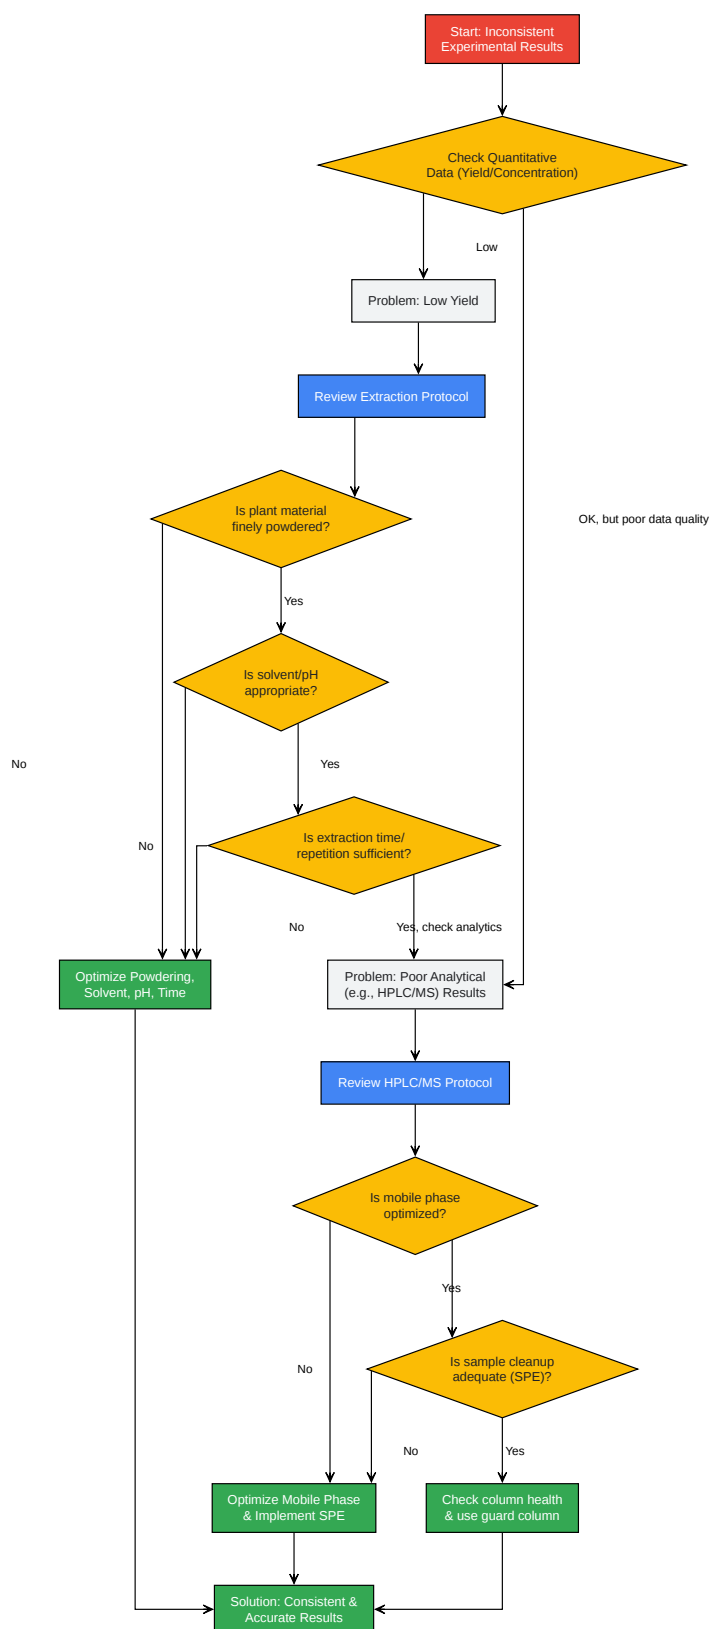 Start: Inconsistent
Experimental Results
Check Quantitative
Data (Yield/Concentration)
Low
Problem: Low Yield
Review Extraction Protocol
Is plant material
finely powdered?
OK, but poor data quality
Yes
Is solvent/pH
appropriate?
No
Yes
Is extraction time/
repetition sufficient?
No
No
Yes, check analytics
Optimize Powdering,
Solvent, pH, Time
Problem: Poor Analytical
(e.g., HPLC/MS) Results
Review HPLC/MS Protocol
Is mobile phase
optimized?
Yes
Is sample cleanup
adequate (SPE)?
No
No
Yes
Optimize Mobile Phase
& Implement SPE
Check column health
& use guard column
Solution: Consistent &
Accurate Results